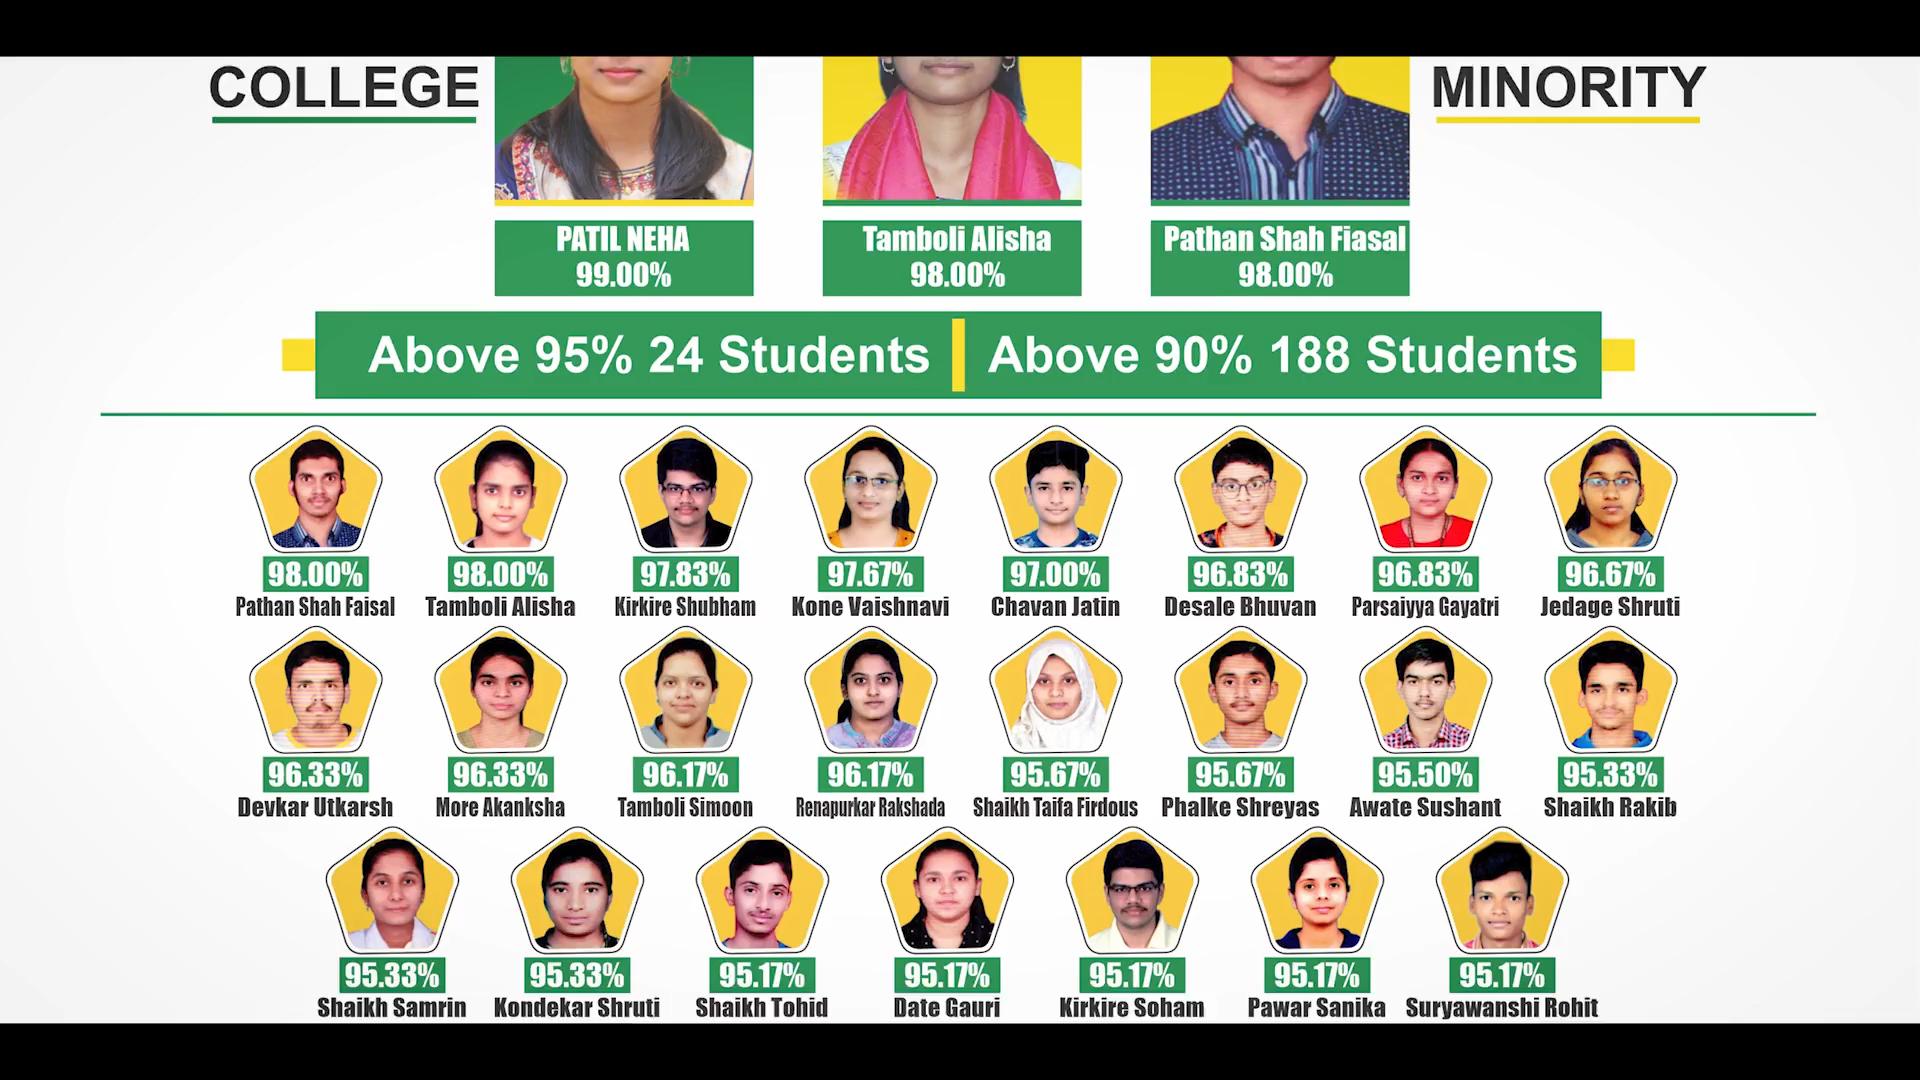 COLLEGE
MINORITY
PATIL NEHA
99.00%
Tamboli Alisha
98.00%
Pathan Shah Fiasal
98.00%
Above 95% 24 Students
Above 90% 188 Students
98.00%
Pathan Shah Faisal
98.00%
Tamboli Alisha
97.83%
Kirkire Shubham
97.67%
Kone Vaishnavi
97.00%
Chavan Jatin
96.83%
Desale Bhuvan
96.83%
Parsaiyya Gayatri
96.67%
Jedage Shruti
96.33%
Devkar Utkarsh
96.33%
More Akanksha
96.17%
Tamboli Simoon
96.17%
Renapurkar Rakshada
95.67%
Shaikh Taifa Firdous
95.67%
Phalke Shreyas
95.50%
Awate Sushant
95.33%
Shaikh Rakib
95.33%
Shaikh Samrin
95.33%
Kondekar Shruti
95.17%
Shaikh Tohid
95.17%
Date Gauri
95.17%
Kirkire Soham
95.17%
Pawar Sanika
95.17%
Suryawanshi Rohit